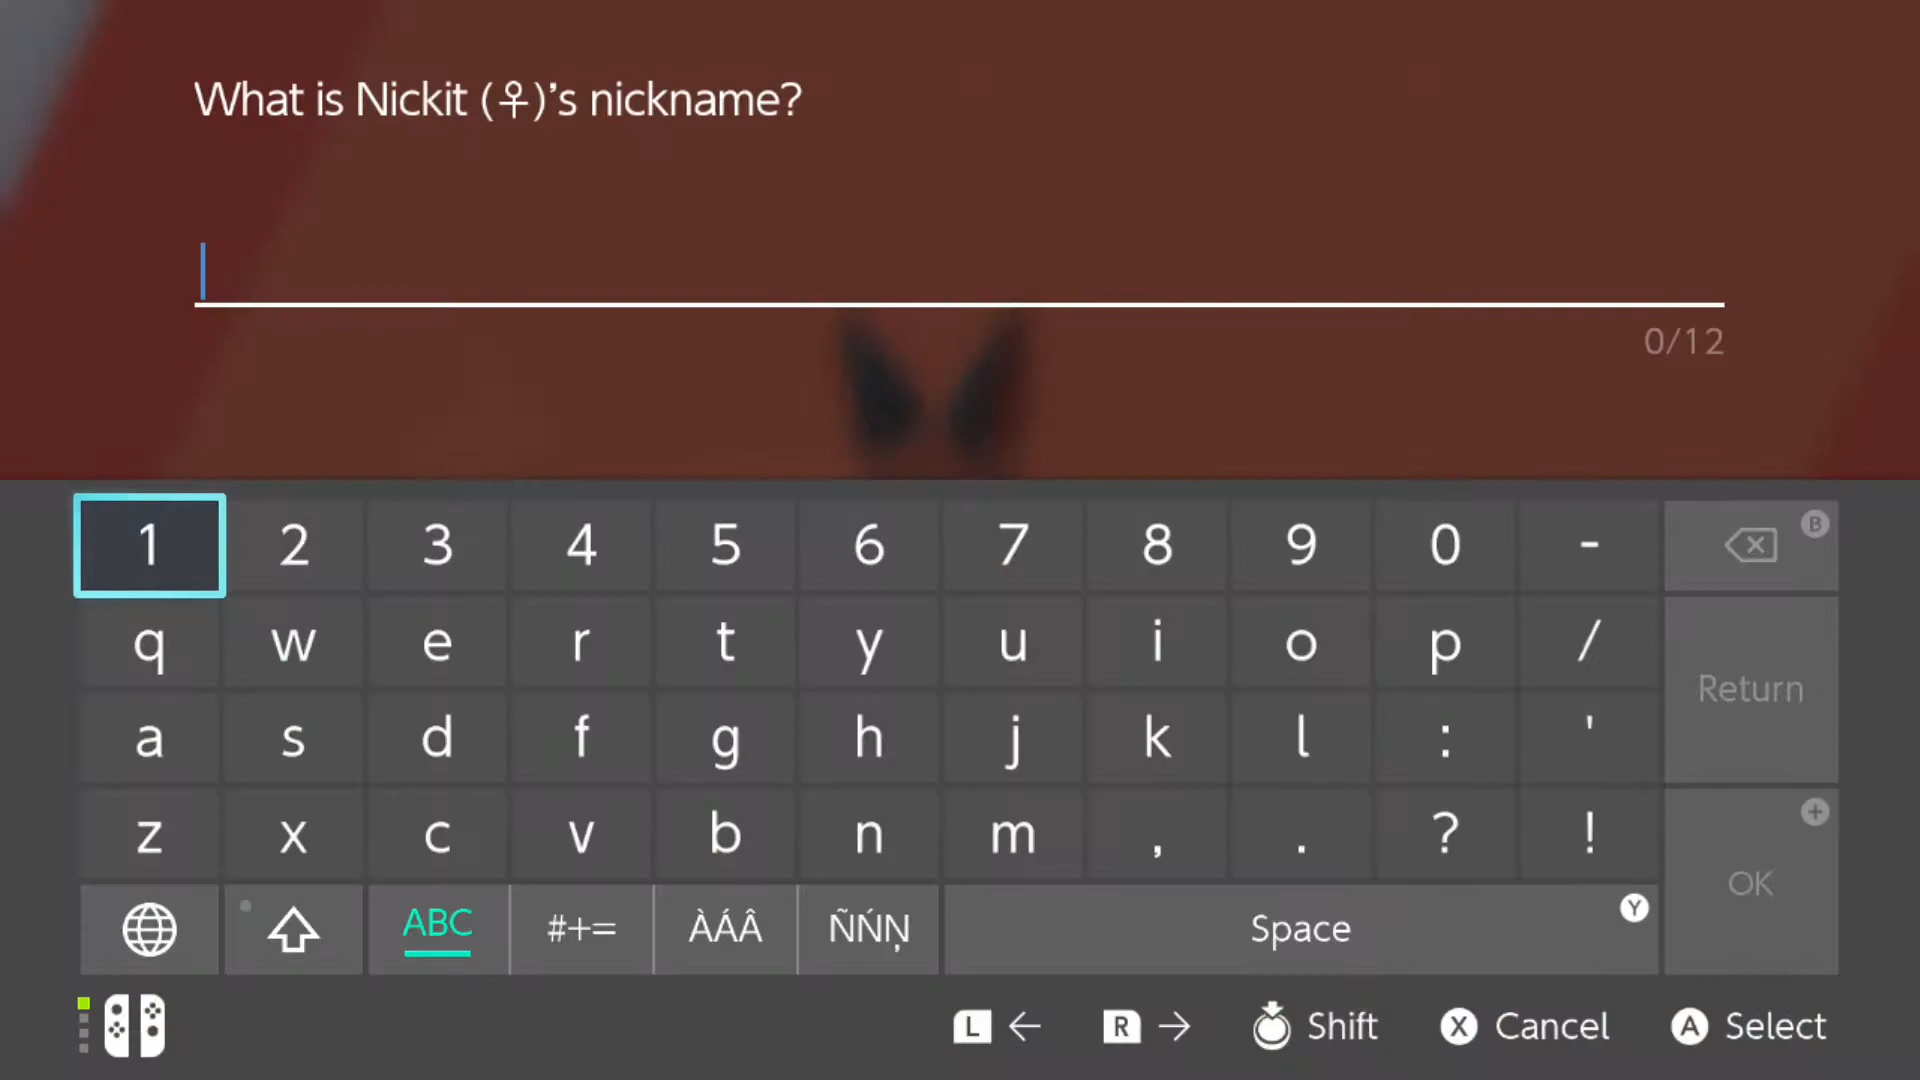 What is Nickit (♀)’s nickname?
0/12
1 2 3 4 5 6 7 8 9 0 - B
q w e r t y u i o p / Return
a s d f g h j k l : '
z x c v b n m , . ? ! + OK
ABC #+= ÀÁÂ ÑŃŅ Space Y
L ← R → Shift X Cancel A Select